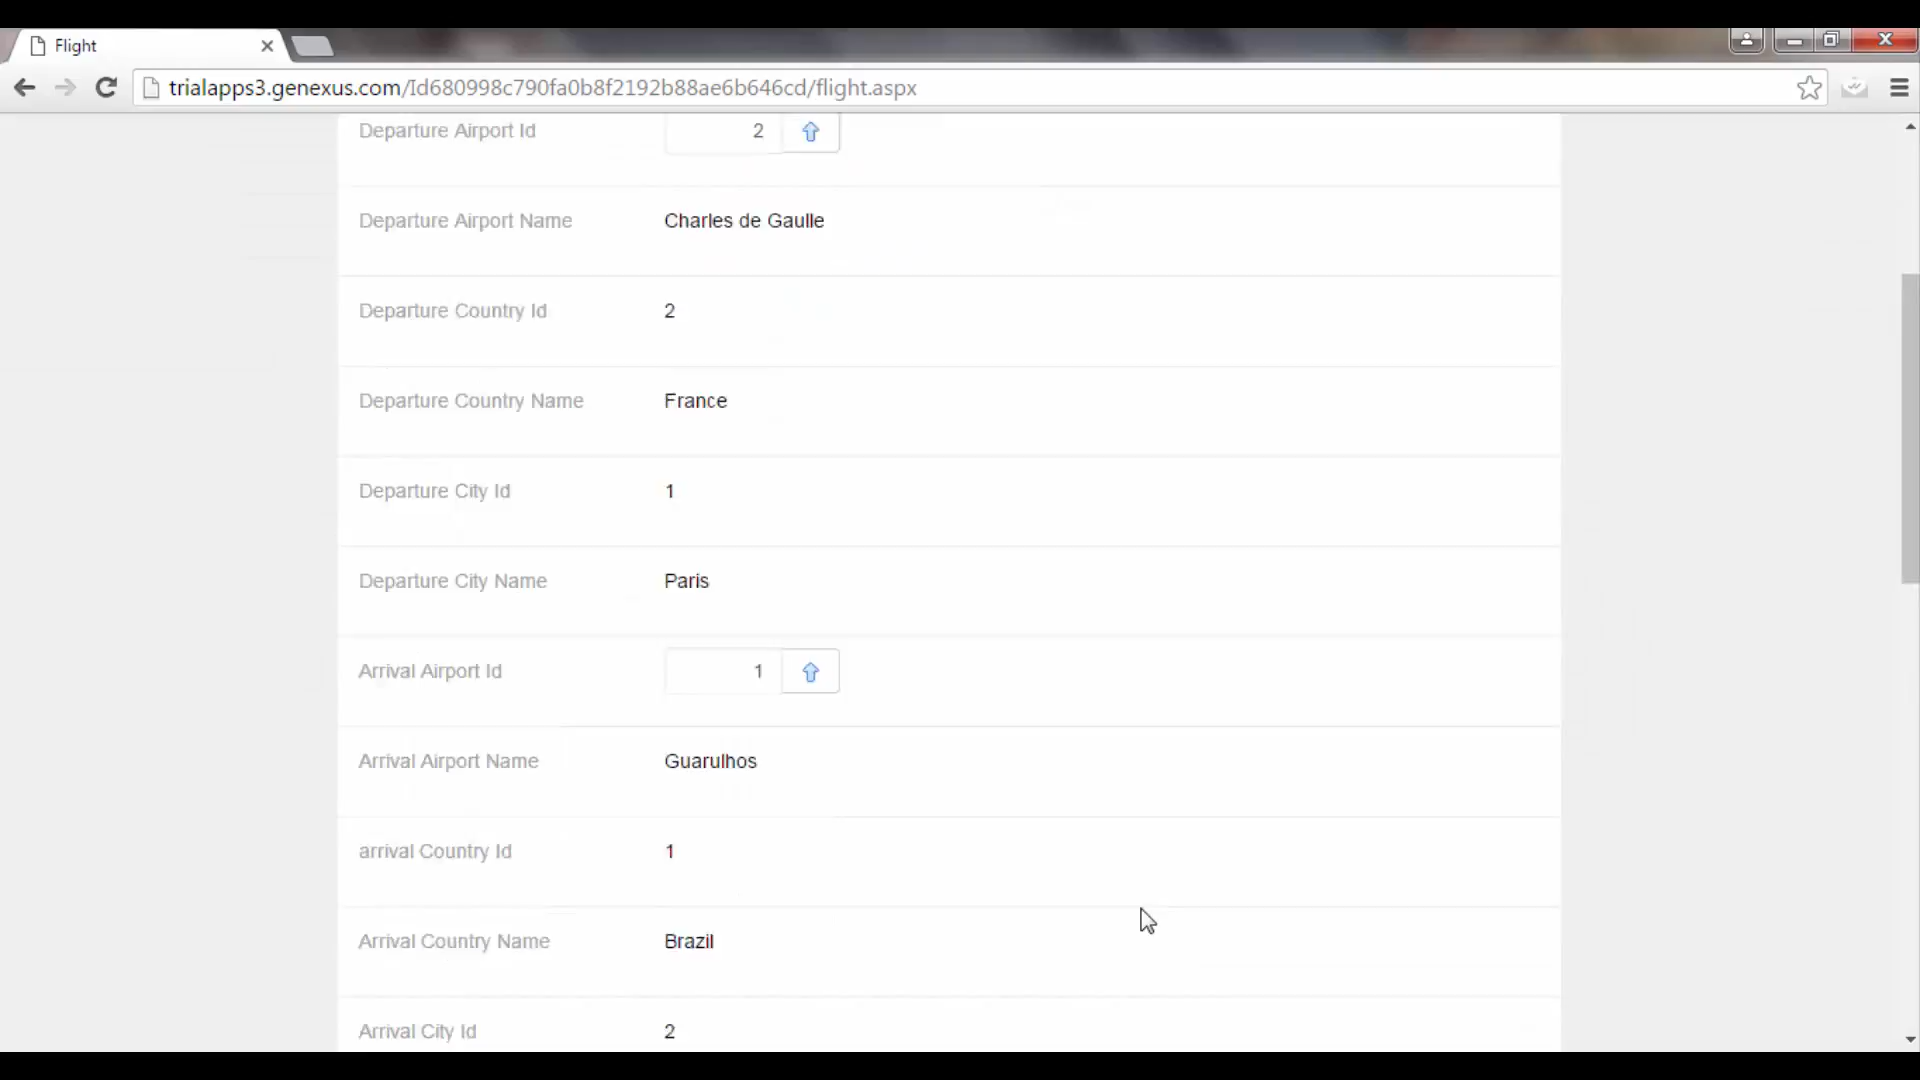 Flight
trialapps3.genexus.com/Id680998c790fa0b8f2192b88ae6b646cd/flight.aspx
Departure Airport Id 2
Departure Airport Name Charles de Gaulle
Departure Country Id 2
Departure Country Name France
Departure City Id 1
Departure City Name Paris
Arrival Airport Id 1
Arrival Airport Name Guarulhos
arrival Country Id 1
Arrival Country Name Brazil
Arrival City Id 2